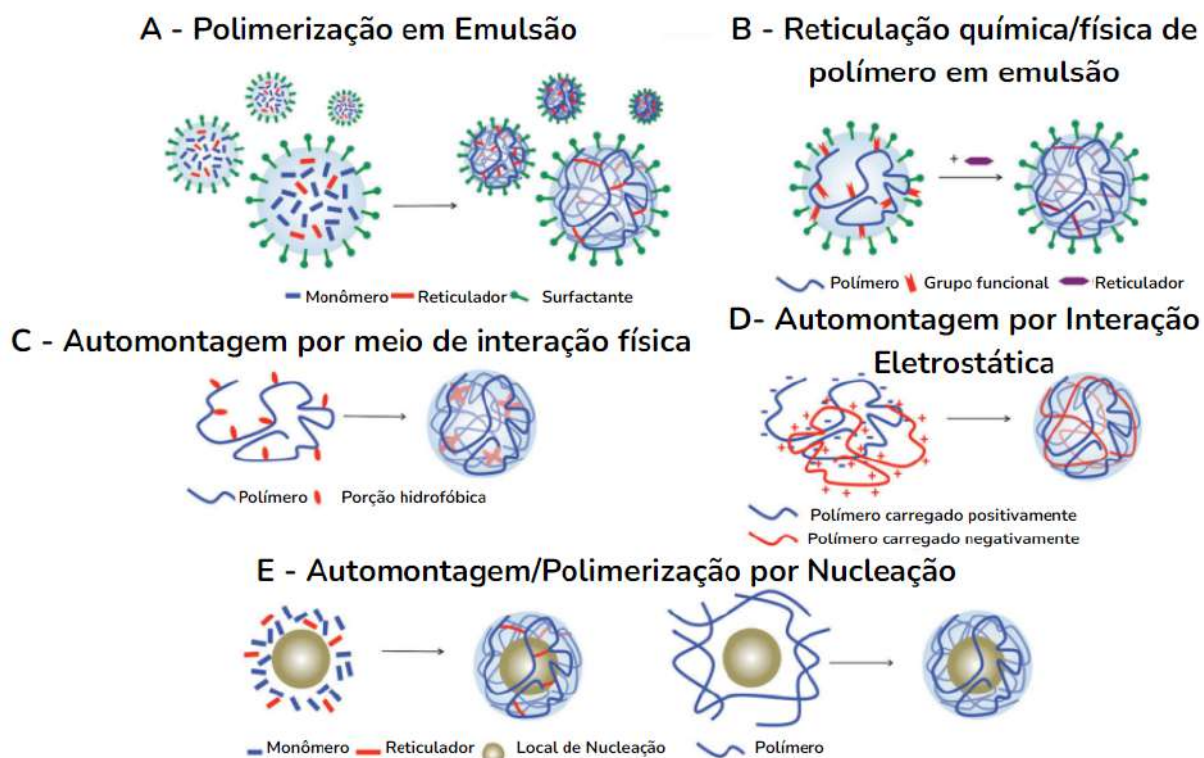 A - Polimerização em Emulsão
B - Reticulação química/física de
polímero em emulsão
+
Monômero Reticulador Surfactante
Polímero Grupo funcional Reticulador
C - Automontagem por meio de interação física
D- Automontagem por Interação
Eletrostática
Polímero Porção hidrofóbica
Polímero carregado positivamente
Polímero carregado negativamente
E - Automontagem/Polimerização por Nucleação
Monômero Reticulador Local de Nucleação Polímero